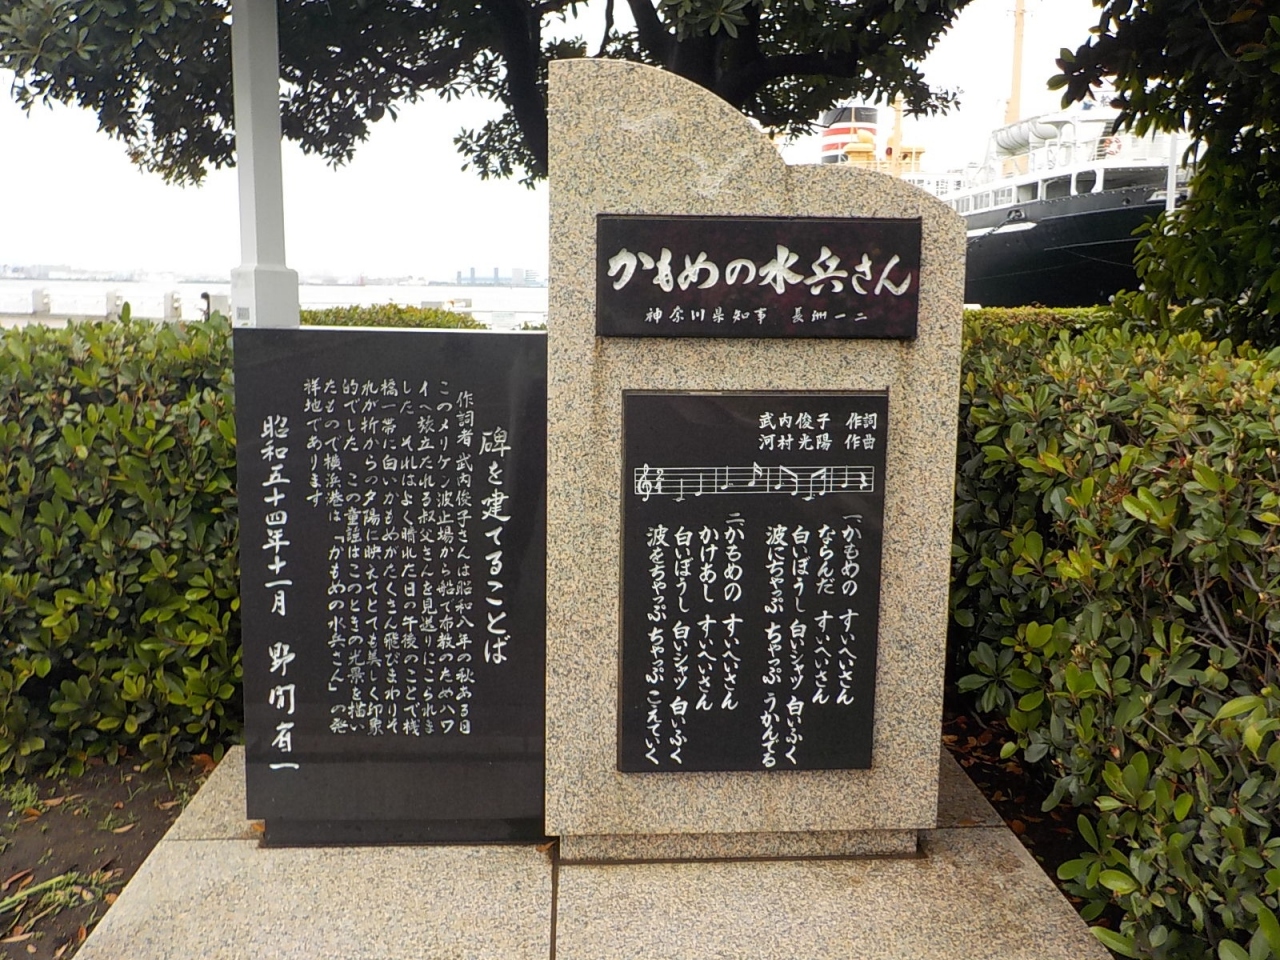 かもめの水兵さん
神奈川県知事 長洲一二
武内俊子 作詞
河村光陽 作曲
一、かもめの すいへいさん
ならんだ すいへいさん
白いぼうし 白いシャツ 白いふく
波にちゃぷ ちゃっぷ うかんでる
二、かもめの すいへいさん
かけあし すいへいさん
白いぼうし 白いシャツ 白いふく
波をちゃぷ ちゃっぷ こえていく
碑を建てることば
作詞者武内俊子さんは昭和八年の秋ある日
このメリケン波止場から船で布教のためハワ
イへ旅立たれる叔父さんを見送りにこられま
した それはよく晴れた日の午後のことで桟
橋一帯に白いかもめがたくさん飛びまわりそ
れが折からの夕陽に映えてとても美しく印象
的でした この童謡はこのときの光景を描い
たもので横浜港は「かもめの水兵さん」の発
祥地であります
昭和五十四年十一月 野間有一